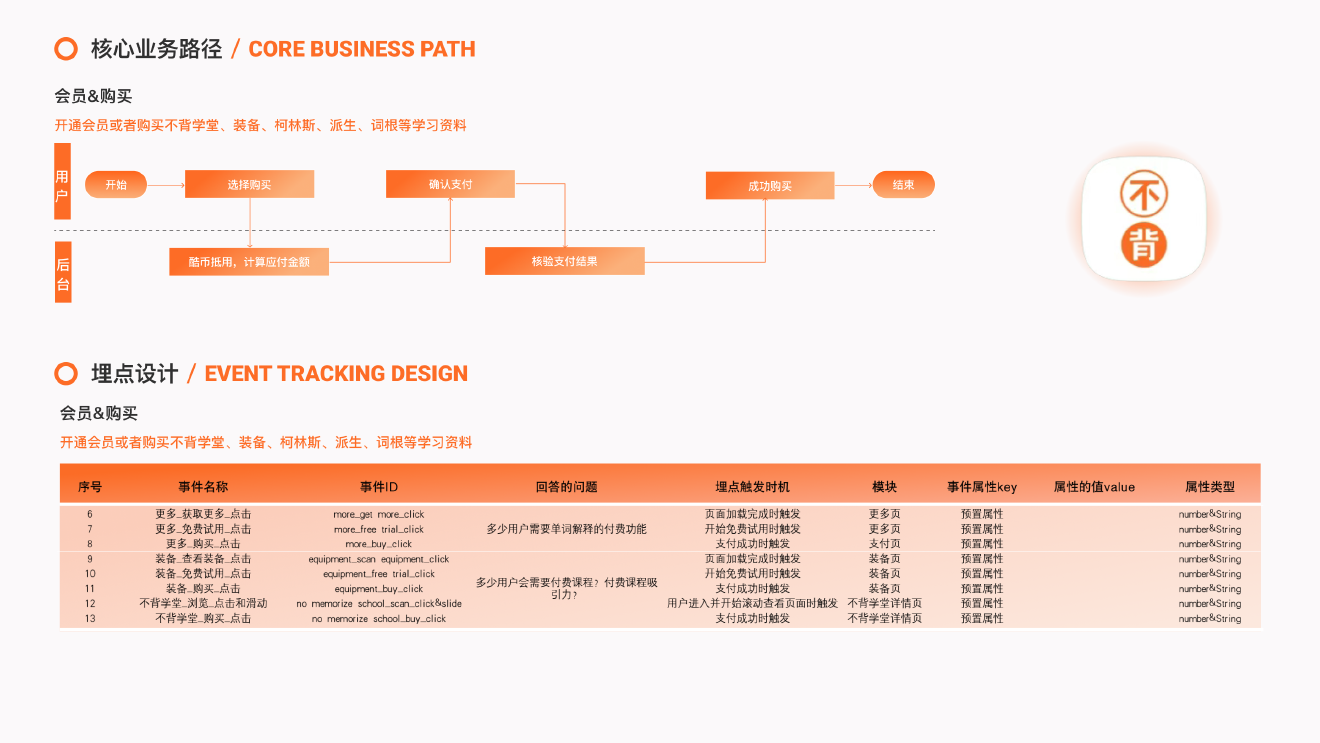 核心业务路径 / CORE BUSINESS PATH
会员&购买
开通会员或者购买不背学堂、装备、柯林斯、派生、词根等学习资料
用户
开始
选择购买
确认支付
成功购买
结束
后台
酷币抵用，计算应付金额
核验支付结果
不背
埋点设计 / EVENT TRACKING DESIGN
会员&购买
开通会员或者购买不背学堂、装备、柯林斯、派生、词根等学习资料
序号 事件名称 事件ID 回答的问题 埋点触发时机 模块 事件属性key 属性的值value 属性类型
6 更多_获取更多_点击 more_get more_click 页面加载完成时触发 更多页 预置属性 number&String
7 更多_免费试用_点击 more_free trial_click 多少用户需要单词解释的付费功能 开始免费试用时触发 更多页 预置属性 number&String
8 更多_购买_点击 more_buy_click 支付成功时触发 支付页 预置属性 number&String
9 装备_查看装备_点击 equipment_scan equipment_click 页面加载完成时触发 装备页 预置属性 number&String
10 装备_免费试用_点击 equipment_free trial_click 开始免费试用时触发 装备页 预置属性 number&String
多少用户会需要付费课程？付费课程吸
引力？
11 装备_购买_点击 equipment_buy_click 支付成功时触发 装备页 预置属性 number&String
12 不背学堂_浏览_点击和滑动 no memorize school_scan_click&slide 用户进入并开始滚动查看页面时触发 不背学堂详情页 预置属性 number&String
13 不背学堂_购买_点击 no memorize school_buy_click 支付成功时触发 不背学堂详情页 预置属性 number&String